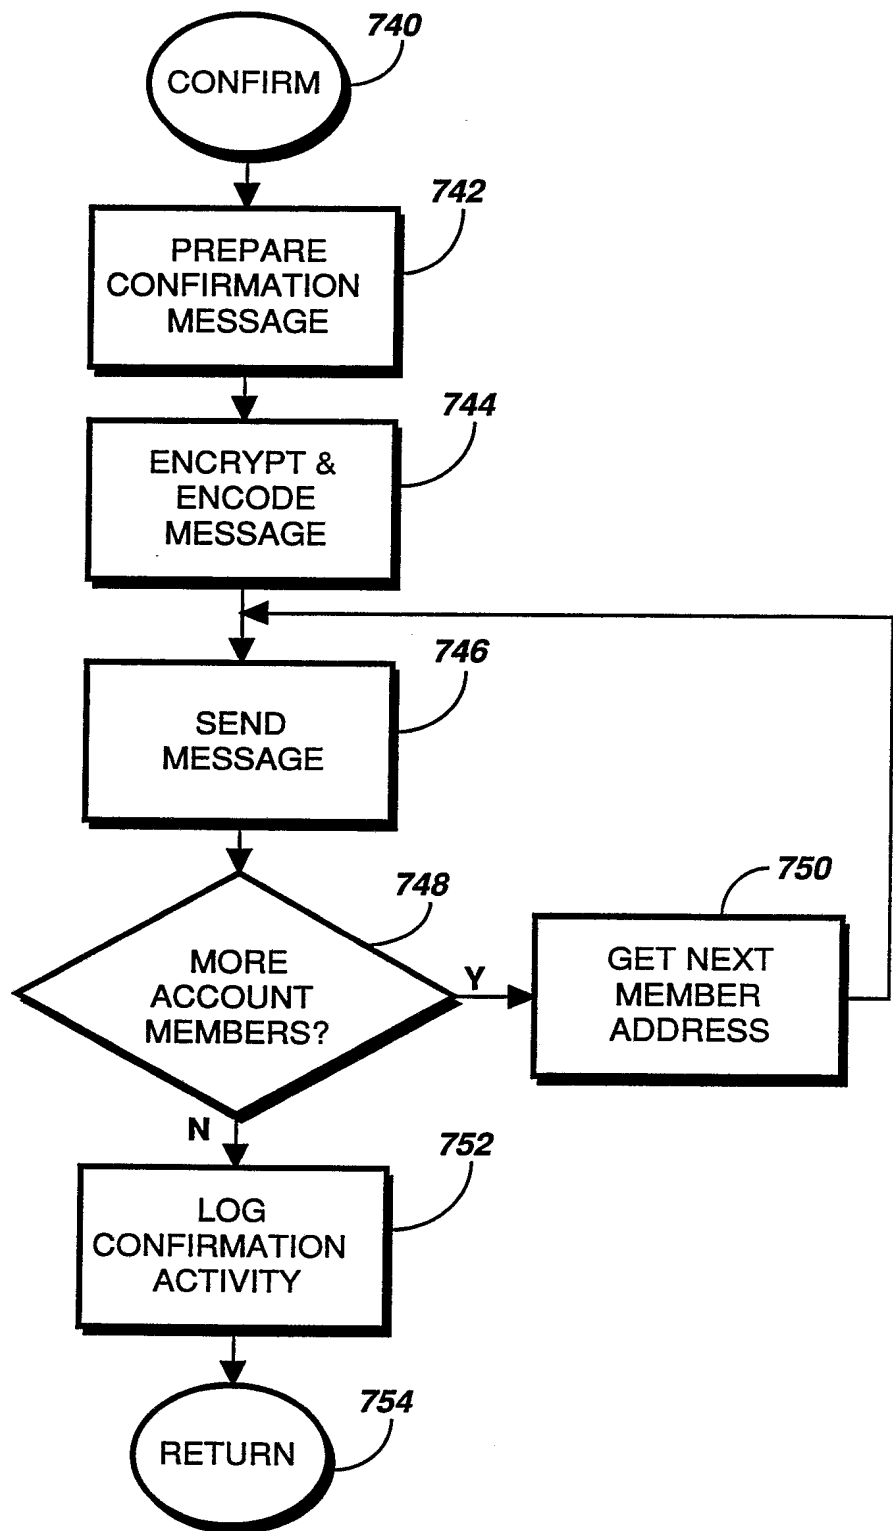 740
CONFIRM
742
PREPARE
CONFIRMATION
MESSAGE
744
ENCRYPT &
ENCODE
MESSAGE
746
SEND
MESSAGE
748
MORE
ACCOUNT
MEMBERS?
Y
750
GET NEXT
MEMBER
ADDRESS
N
752
LOG
CONFIRMATION
ACTIVITY
754
RETURN